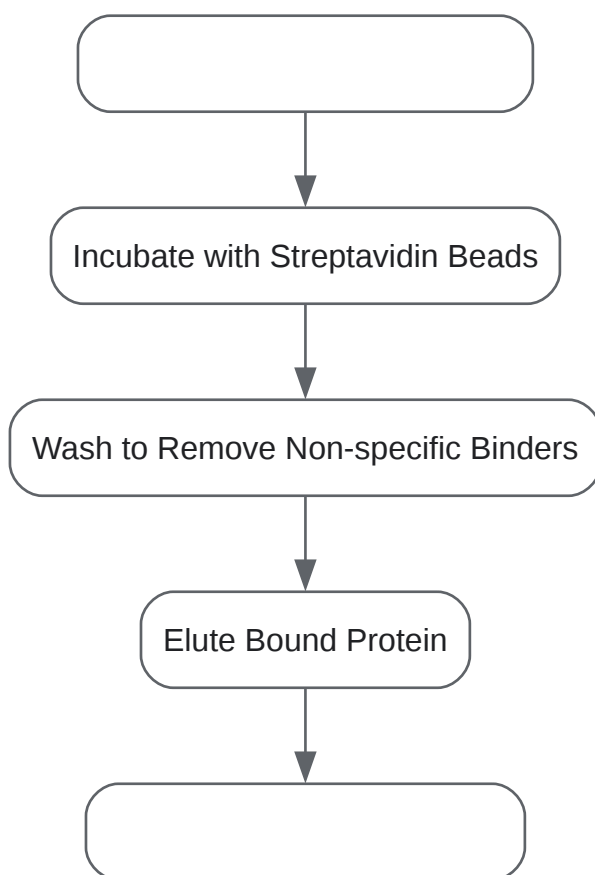 Incubate with Streptavidin Beads
Wash to Remove Non-specific Binders
Elute Bound Protein